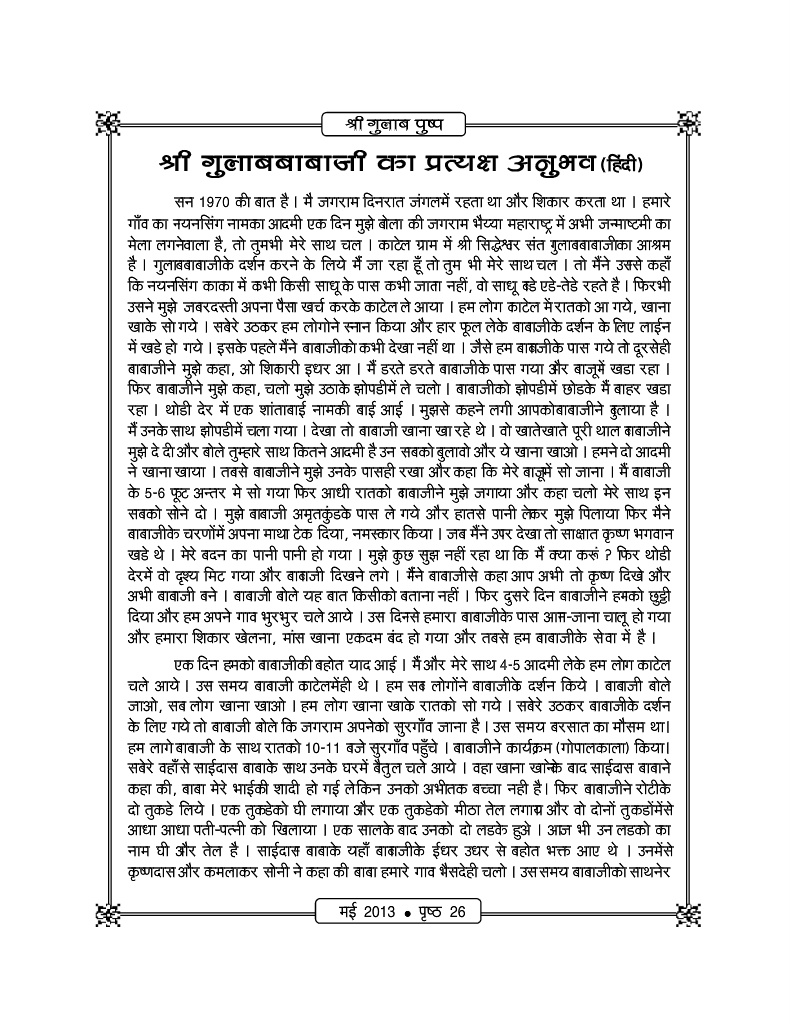 श्री गुलाब पुष्प
श्री गुलाबबाबाजी का प्रत्यक्ष अनुभव (हिंदी)
सन 1970 की बात है । मै जगराम दिनरात जंगलमें रहता था और शिकार करता था । हमारे
गाँव का नयनसिंग नामका आदमी एक दिन मुझे बोला की जगराम भैय्या महाराष्ट्र में अभी जन्माष्टमी का
मेला लगनेवाला है, तो तुमभी मेरे साथ चल । काटेल ग्राम में श्री सिद्धेश्वर संत गुलाबबाबाजीका आश्रम
है । गुलाबबाबाजीके दर्शन करने के लिये मैं जा रहा हूँ तो तुम भी मेरे साथ चल । तो मैंने उससे कहाँ
कि नयनसिंग काका में कभी किसी साधू के पास कभी जाता नहीं, वो साधू बडे एडे-तेडे रहते है । फिरभी
उसने मुझे जबरदस्ती अपना पैसा खर्च करके काटेल ले आया । हम लोग काटेल में रातको आ गये, खाना
खाके सो गये । सबेरे उठकर हम लोगोने स्नान किया और हार फूल लेके बाबाजीके दर्शन के लिए लाईन
में खडे हो गये । इसके पहले मैंने बाबाजीको कभी देखा नहीं था । जैसे हम बाबाजीके पास गये तो दूरसेही
बाबाजीने मुझे कहा, ओ शिकारी इधर आ । मैं डरते डरते बाबाजीके पास गया और बाजूमें खडा रहा ।
फिर बाबाजीने मुझे कहा, चलो मुझे उठाके झोपडीमें ले चलो । बाबाजीको झोपडीमें छोडके मैं बाहर खडा
रहा । थोडी देर में एक शांताबाई नामकी बाई आई । मुझसे कहने लगी आपकोबाबाजीने बुलाया है ।
मैं उनके साथ झोपडीमें चला गया । देखा तो बाबाजी खाना खा रहे थे । वो खातेखाते पूरी थाल बाबाजीने
मुझे दे दी और बोले तुम्हारे साथ कितने आदमी है उन सबको बुलावो और ये खाना खाओ । हमने दो आदमी
ने खाना खाया । तबसे बाबाजीने मुझे उनके पासही रखा और कहा कि मेरे बाजूमें सो जाना । मैं बाबाजी
के 5-6 फूट अन्तर मे सो गया फिर आधी रातको बाबाजीने मुझे जगाया और कहा चलो मेरे साथ इन
सबको सोने दो । मुझे बाबाजी अमृतकुंडके पास ले गये और हातसे पानी लेकर मुझे पिलाया फिर मैने
बाबाजीके चरणोंमें अपना माथा टेक दिया, नमस्कार किया । जब मैंने उपर देखा तो साक्षात कृष्ण भगवान
खडे थे । मेरे बदन का पानी पानी हो गया । मुझे कुछ सुझ नहीं रहा था कि मैं क्या करूं ? फिर थोडी
देरमें वो दृश्य मिट गया और बाबाजी दिखने लगे । मैंने बाबाजीसे कहा आप अभी तो कृष्ण दिखे और
अभी बाबाजी बने । बाबाजी बोले यह बात किसीको बताना नहीं । फिर दुसरे दिन बाबाजीने हमको छुट्टी
दिया और हम अपने गाव भुरभुर चले आये । उस दिनसे हमारा बाबाजीके पास आना-जाना चालू हो गया
और हमारा शिकार खेलना, मांस खाना एकदम बंद हो गया और तबसे हम बाबाजीके सेवा में है ।
एक दिन हमको बाबाजीकी बहोत याद आई । मैं और मेरे साथ 4-5 आदमी लेके हम लोग काटेल
चले आये । उस समय बाबाजी काटेलमेंही थे । हम सब लोगोंने बाबाजीके दर्शन किये । बाबाजी बोले
जाओ, सब लोग खाना खाओ । हम लोग खाना खाके रातको सो गये । सबेरे उठकर बाबाजीके दर्शन
के लिए गये तो बाबाजी बोले कि जगराम अपनेको सुरगाँव जाना है । उस समय बरसात का मौसम था।
हम लागे बाबाजी के साथ रातको 10-11 बजे सुरगाँव पहुँचे । बाबाजीने कार्यक्रम (गोपालकाला) किया।
सबेरे वहाँसे साईदास बाबाके साथ उनके घरमें बैतुल चले आये । वहा खाना खानेके बाद साईदास बाबाने
कहा की, बाबा मेरे भाईकी शादी हो गई लेकिन उनको अभीतक बच्चा नही है। फिर बाबाजीने रोटीके
दो तुकडे लिये । एक तुकडेको घी लगाया और एक तुकडेको मीठा तेल लगाया और वो दोनों तुकडोंमेंसे
आधा आधा पती-पत्नी को खिलाया । एक सालके बाद उनको दो लडके हुअे । आज भी उन लडको का
नाम घी और तेल है । साईदास बाबाके यहाँ बाबाजीके ईधर उधर से बहोत भक्त आए थे । उनमेंसे
कृष्णदास और कमलाकर सोनी ने कहा की बाबा हमारे गाव भैसदेही चलो । उस समय बाबाजीको साथनेर
मई 2013 ● पृष्ठ 26